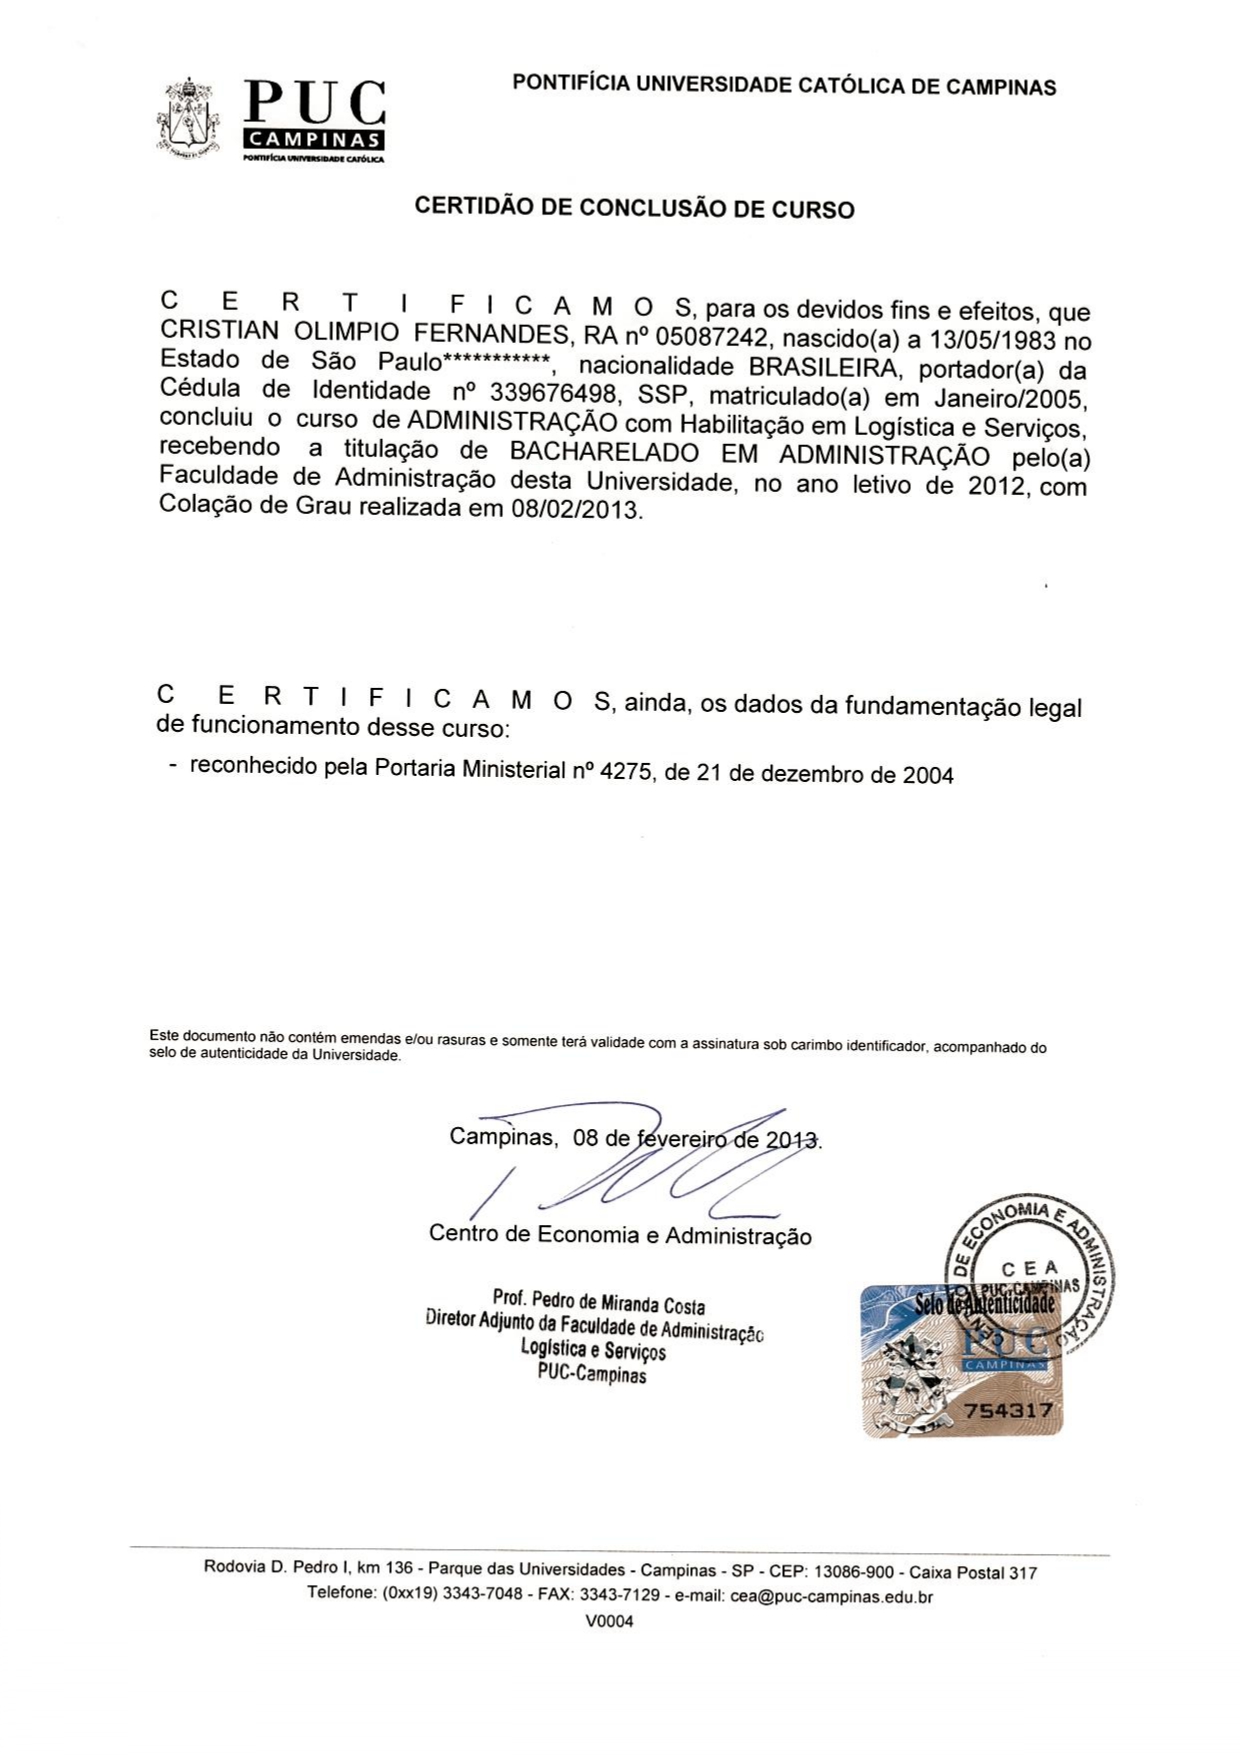 PUC
CAMPINAS
PONTIFÍCIA UNIVERSIDADE CATÓLICA
PONTIFÍCIA UNIVERSIDADE CATÓLICA DE CAMPINAS
CERTIDÃO DE CONCLUSÃO DE CURSO
C E R T I F I C A M O S, para os devidos fins e efeitos, que
CRISTIAN OLIMPIO FERNANDES, RA nº 05087242, nascido(a) a 13/05/1983 no
Estado de São Paulo***********, nacionalidade BRASILEIRA, portador(a) da
Cédula de Identidade nº 339676498, SSP, matriculado(a) em Janeiro/2005,
concluiu o curso de ADMINISTRAÇÃO com Habilitação em Logística e Serviços,
recebendo a titulação de BACHARELADO EM ADMINISTRAÇÃO pelo(a)
Faculdade de Administração desta Universidade, no ano letivo de 2012, com
Colação de Grau realizada em 08/02/2013.
C E R T I F I C A M O S, ainda, os dados da fundamentação legal
de funcionamento desse curso:
- reconhecido pela Portaria Ministerial nº 4275, de 21 de dezembro de 2004
Este documento não contém emendas e/ou rasuras e somente terá validade com a assinatura sob carimbo identificador, acompanhado do
selo de autenticidade da Universidade.
Campinas, 08 de fevereiro de 2013.
Centro de Economia e Administração
Prof. Pedro de Miranda Costa
Diretor Adjunto da Faculdade de Administração
Logística e Serviços
PUC-Campinas
CENTRO DE ECONOMIA E ADMINISTRAÇÃO
CEA
PUC-CAMPINAS
Selo de Autenticidade
PUC
CAMPINAS
754317
Rodovia D. Pedro I, km 136 - Parque das Universidades - Campinas - SP - CEP: 13086-900 - Caixa Postal 317
Telefone: (0xx19) 3343-7048 - FAX: 3343-7129 - e-mail: cea@puc-campinas.edu.br
V0004